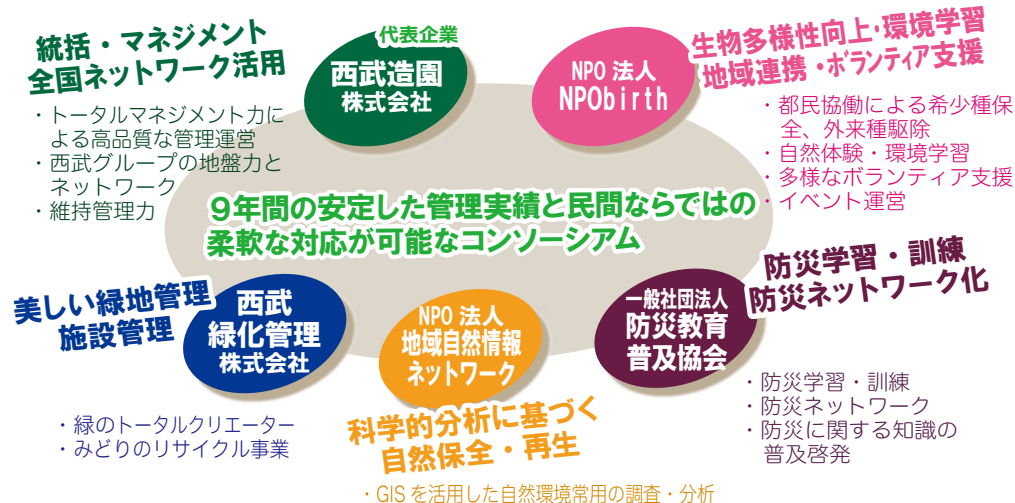 統括・マネジメント
全国ネットワーク活用
・トータルマネジメント力に
よる高品質な管理運営
・西武グループの地盤力と
ネットワーク
・維持管理力
代表企業
西武造園
株式会社
NPO 法人
NPObirth
生物多様性向上・環境学習
地域連携・ボランティア支援
・都民協働による希少種保
全、外来種駆除
・自然体験・環境学習
・多様なボランティア支援
・イベント運営
9年間の安定した管理実績と民間ならではの
柔軟な対応が可能なコンソーシアム
美しい緑地管理
施設管理
西武
緑化管理
株式会社
・緑のトータルクリエーター
・みどりのリサイクル事業
NPO 法人
地域自然情報
ネットワーク
科学的分析に基づく
自然保全・再生
・GIS を活用した自然環境常用の調査・分析
一般社団法人
防災教育
普及協会
防災学習・訓練
防災ネットワーク化
・防災学習・訓練
・防災ネットワーク
・防災に関する知識の
普及啓発